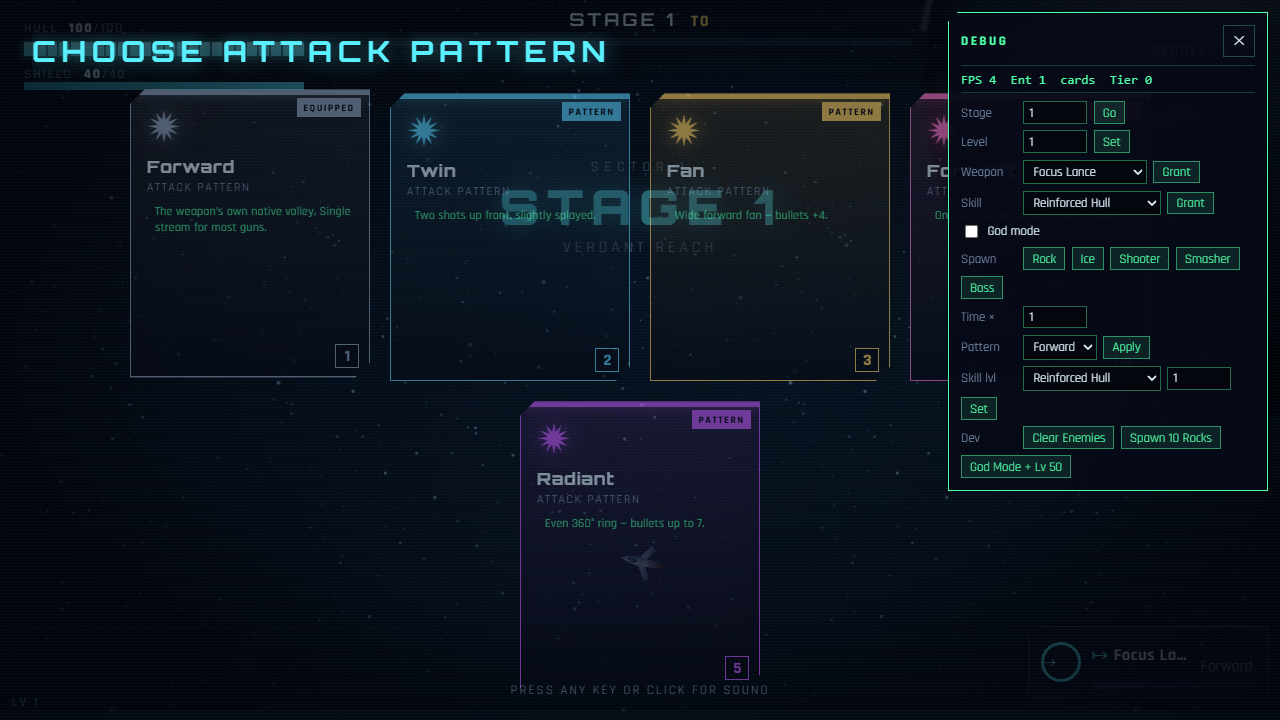 HULL 100/100
STAGE 1 TO
CHOOSE ATTACK PATTERN
SHIELD 40/40
EQUIPPED
Forward
ATTACK PATTERN
The weapon's own native volley. Single
stream for most guns.
1
PATTERN
Twin
ATTACK PATTERN
Two shots up front, slightly splayed.
2
PATTERN
Fan
ATTACK PATTERN
Wide forward fan — bullets +4.
3
SECTOR
STAGE 1
VERDANT REACH
PATTERN
Radiant
ATTACK PATTERN
Even 360° ring — bullets up to 7.
5
PRESS ANY KEY OR CLICK FOR SOUND
LV 1
DEBUG
✕
FPS 4 Ent 1 cards Tier 0
Stage 1 Go
Level 1 Set
Weapon Focus Lance Grant
Skill Reinforced Hull Grant
God mode
Spawn Rock Ice Shooter Smasher
Boss
Time × 1
Pattern Forward Apply
Skill lvl Reinforced Hull 1
Set
Dev Clear Enemies Spawn 10 Rocks
God Mode + Lv 50
↦ Focus La... Forward